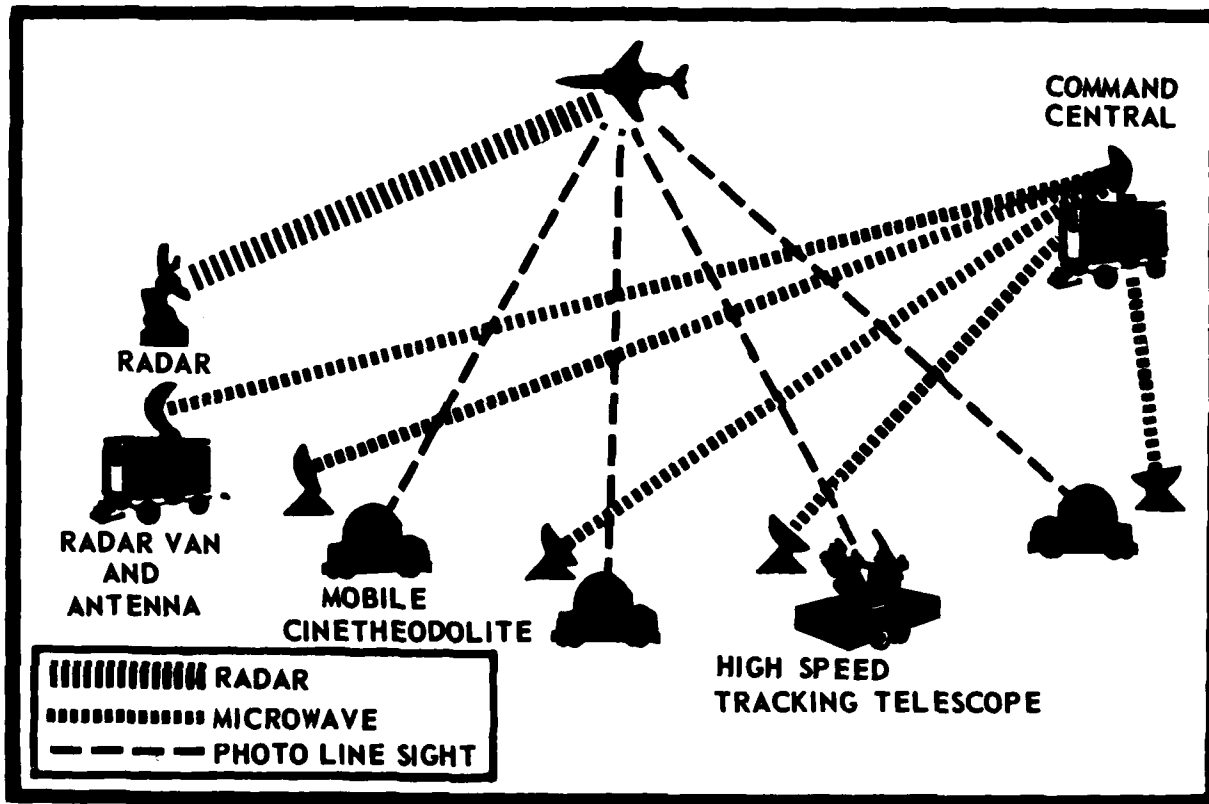 COMMAND
CENTRAL
RADAR
RADAR VAN
AND
ANTENNA
MOBILE
CINETHEODOLITE
HIGH SPEED
TRACKING TELESCOPE
RADAR
MICROWAVE
PHOTO LINE SIGHT